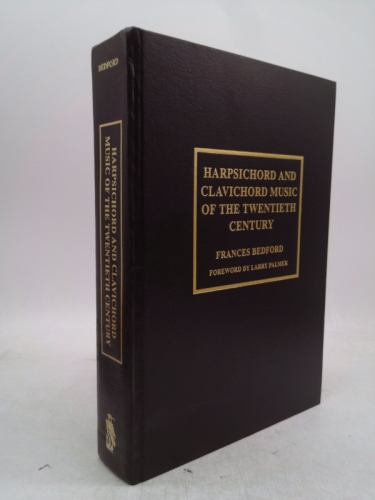 BEDFORD
HARPSICHORD AND CLAVICHORD
MUSIC OF THE TWENTIETH CENTURY
HARPSICHORD AND
CLAVICHORD MUSIC
OF THE TWENTIETH
CENTURY
FRANCES BEDFORD
FOREWORD BY LARRY PALMER